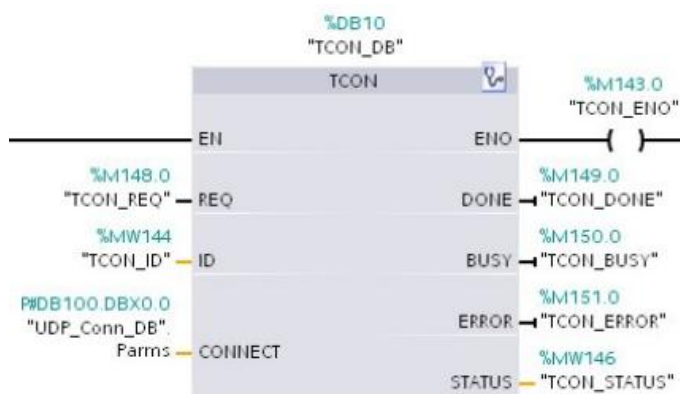 %DB10
"TCON_DB"
TCON
%M143.0
"TCON_ENO"
EN
ENO
%M148.0
"TCON_REQ"
REQ
DONE
%M149.0
"TCON_DONE"
%MW144
"TCON_ID"
ID
BUSY
%M150.0
"TCON_BUSY"
P#DB100.DBX0.0
"UDP_Conn_DB".
Parms
CONNECT
ERROR
%M151.0
"TCON_ERROR"
STATUS
%MW146
"TCON_STATUS"